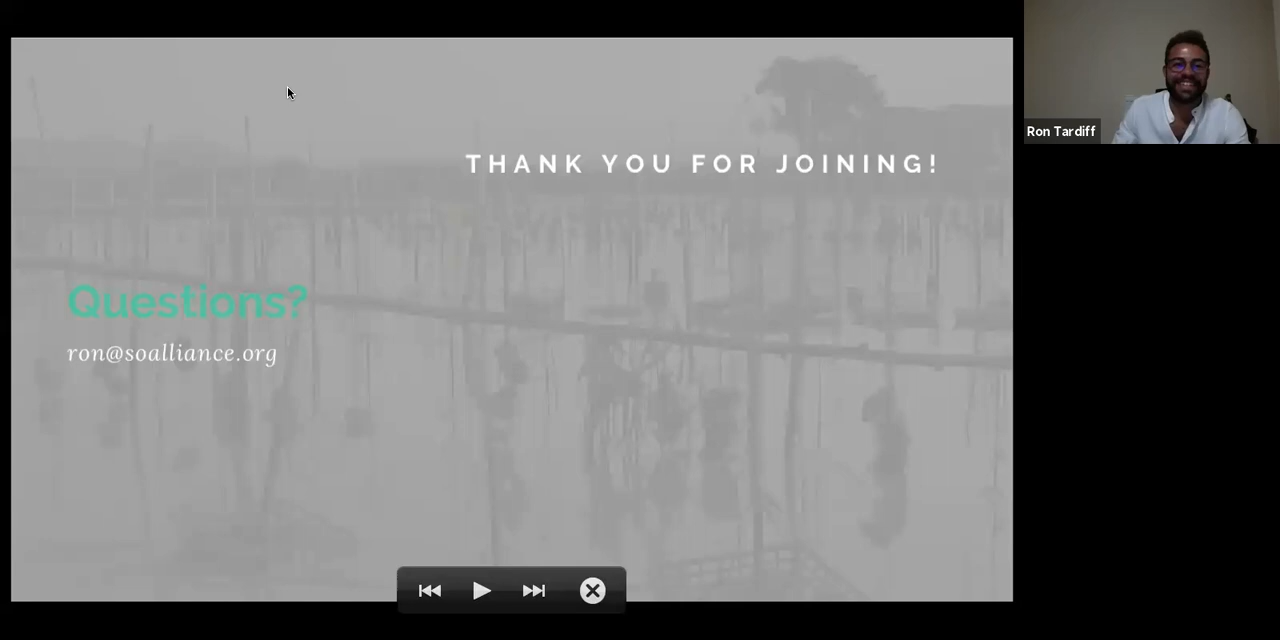 THANK YOU FOR JOINING!
Questions?
ron@soalliance.org
Ron Tardiff